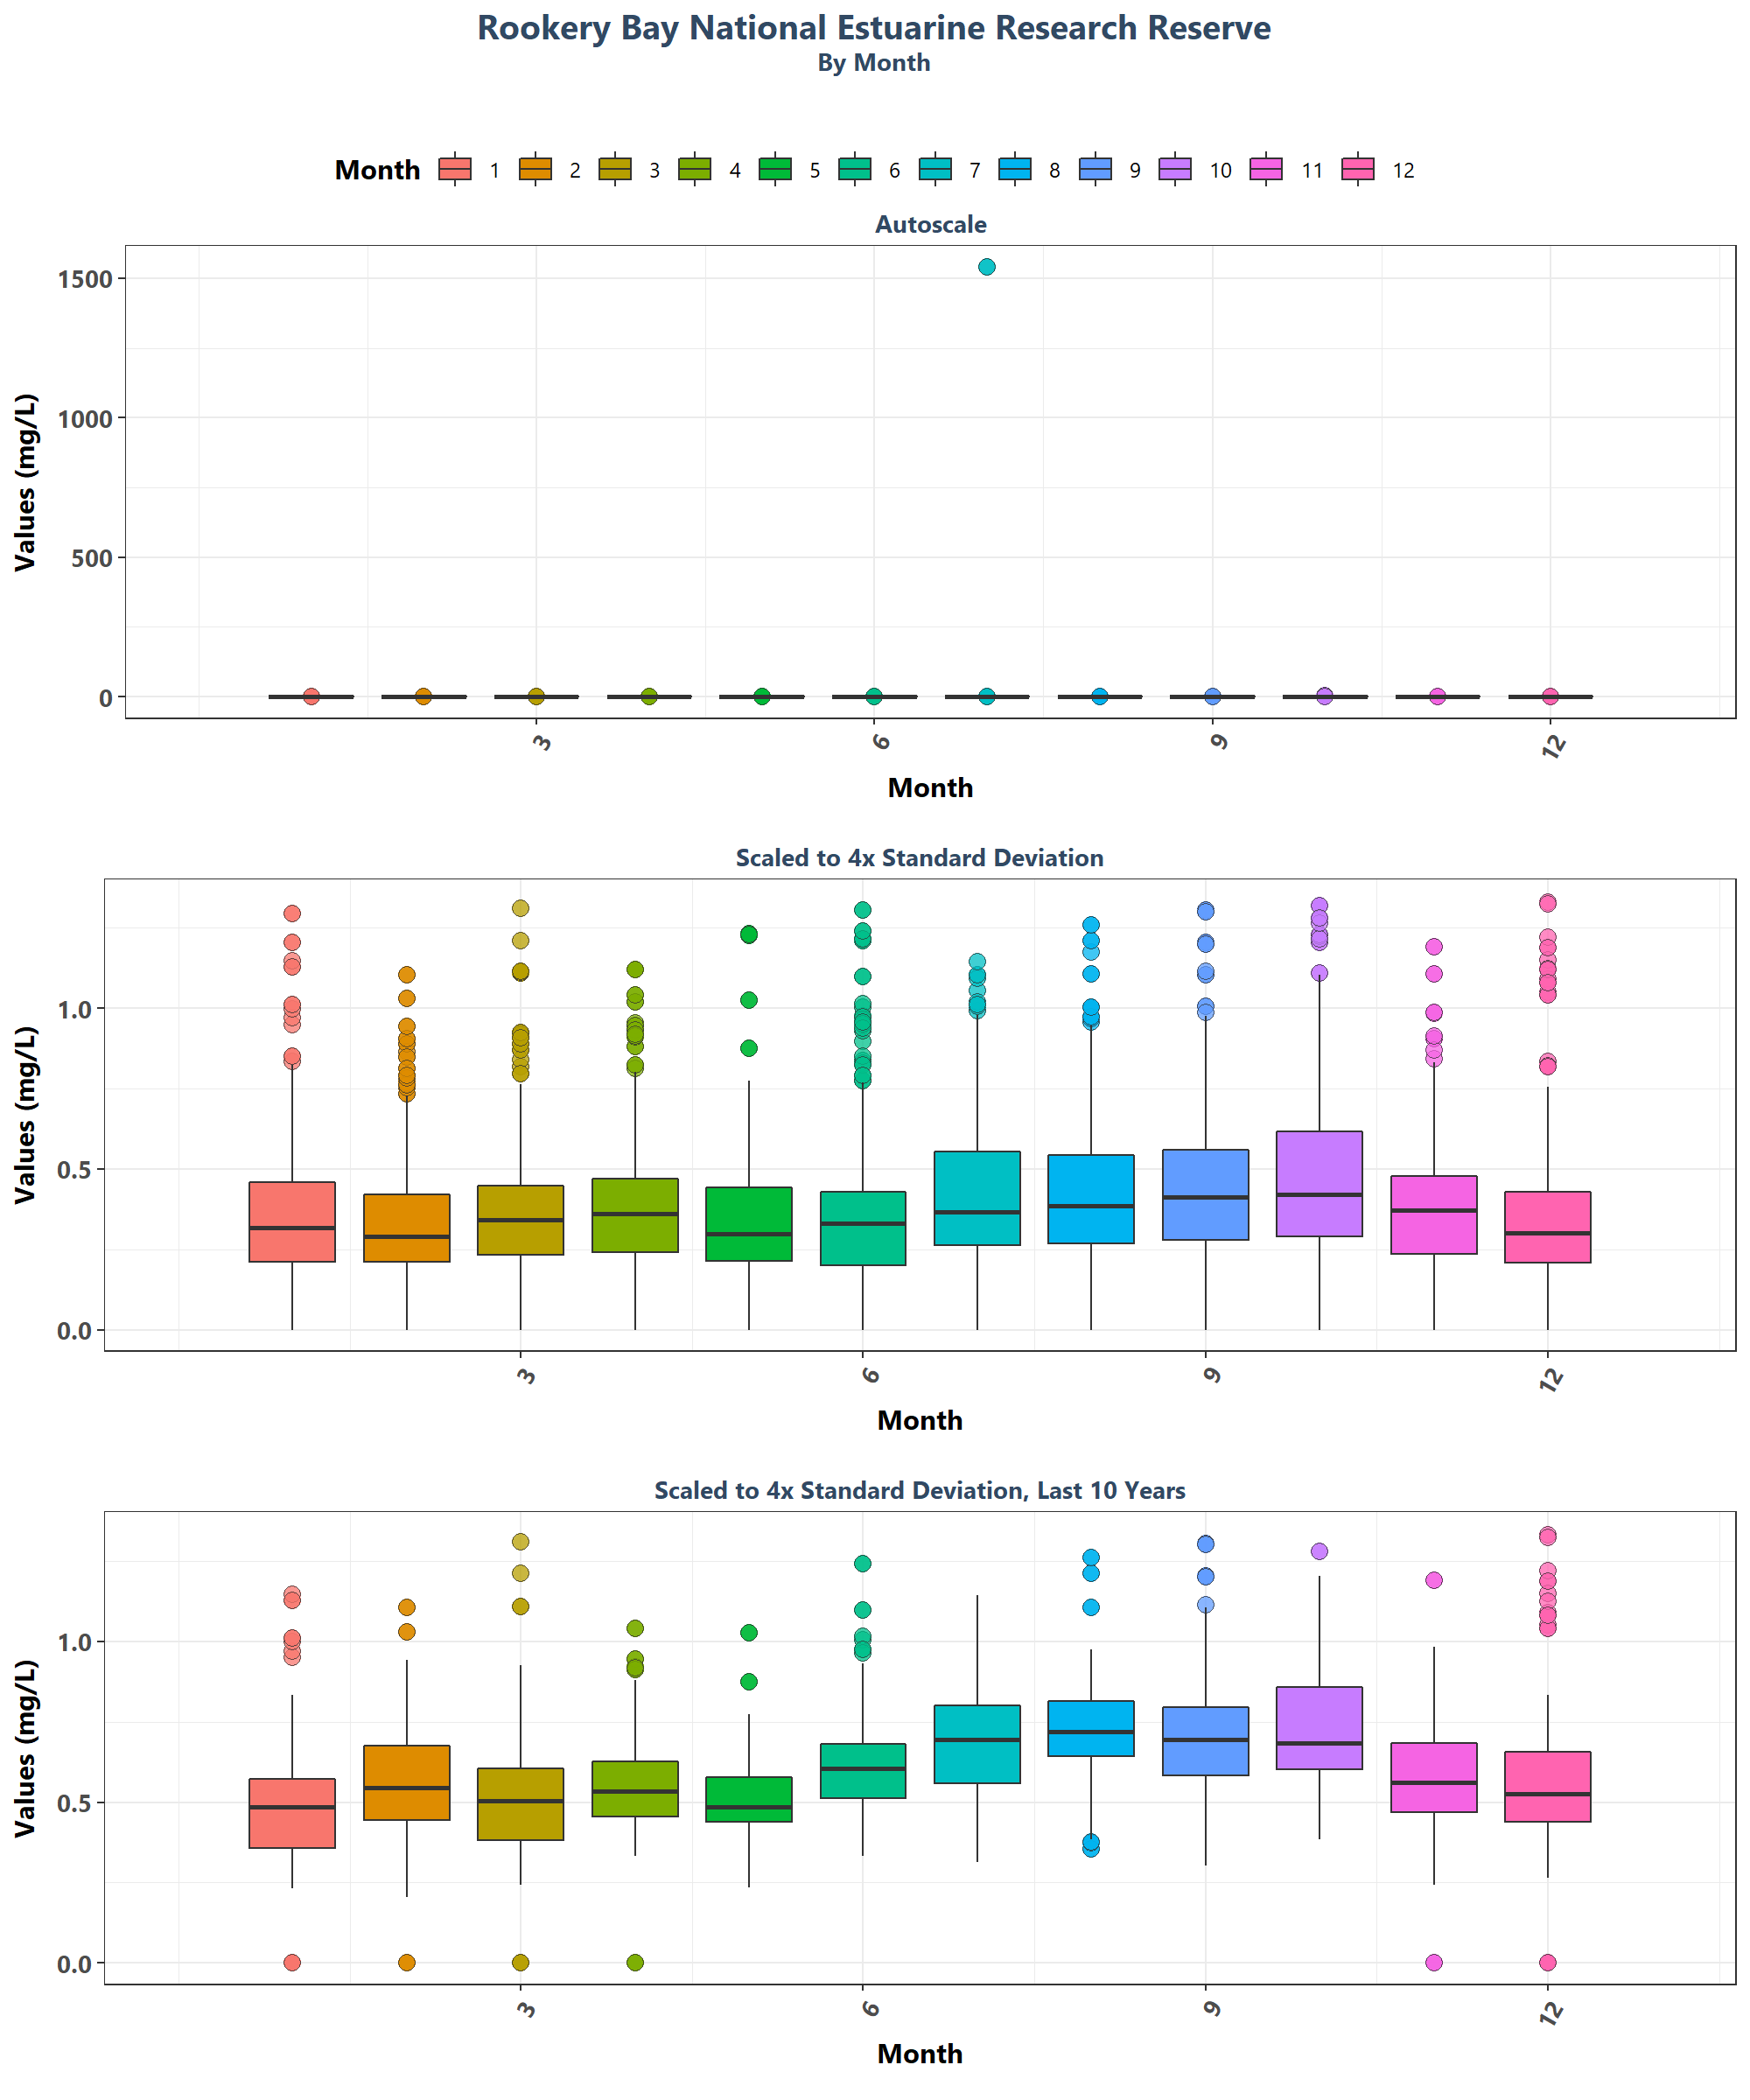 Rookery Bay National Estuarine Research Reserve
By Month
Month 1 2 3 4 5 6 7 8 9 10 11 12
Autoscale
Values (mg/L)
1500
1000
500
0
3 6 9 12
Month
Scaled to 4x Standard Deviation
Values (mg/L)
1.0
0.5
0.0
3 6 9 12
Month
Scaled to 4x Standard Deviation, Last 10 Years
Values (mg/L)
1.0
0.5
0.0
3 6 9 12
Month